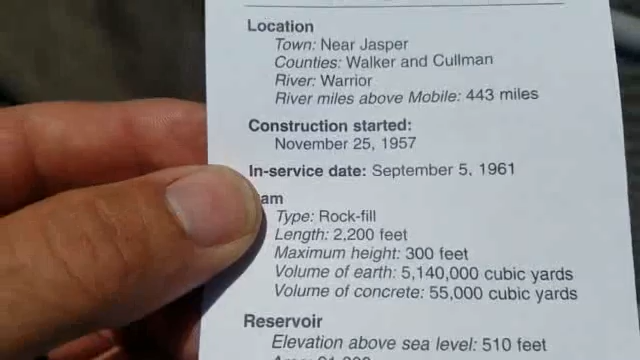 Location
Town: Near Jasper
Counties: Walker and Cullman
River: Warrior
River miles above Mobile: 443 miles
Construction started:
November 25, 1957
In-service date: September 5, 1961
am
Type: Rock-fill
Length: 2,200 feet
Maximum height: 300 feet
Volume of earth: 5,140,000 cubic yards
Volume of concrete: 55,000 cubic yards
Reservoir
Elevation above sea level: 510 feet